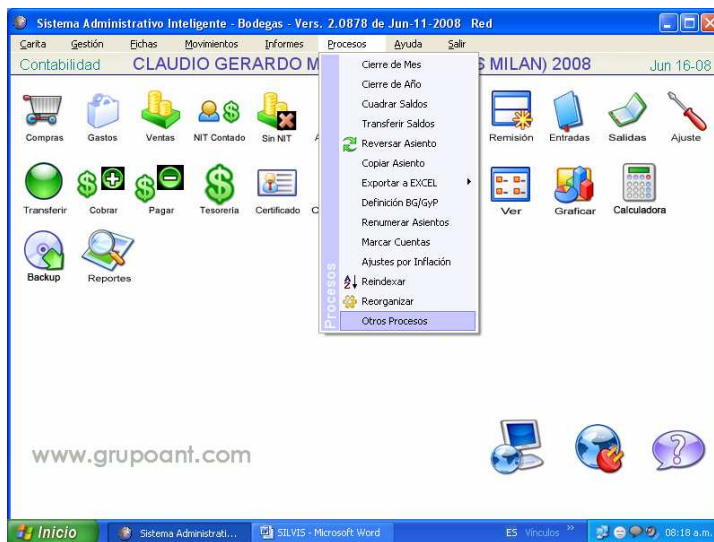 Sistema Administrativo Inteligente - Bodegas - Vers. 2.0878 de Jun-11-2008 Red
Carita Gestión Fichas Movimientos Informes Procesos Ayuda Salir
Contabilidad CLAUDIO GERARDO M S MILAN) 2008 Jun 16-08
Compras Gastos Ventas NIT Contado Sin NIT Remisión Entradas Salidas Ajuste
Transferir Cobrar Pagar Tesoreria Certificado Ver Graficar Calculadora
Backup Reportes
Cierre de Mes
Cierre de Año
Cuadrar Saldos
Transferir Saldos
Reversar Asiento
Copiar Asiento
Exportar a EXCEL
Definición BG/GyP
Renumerar Asientos
Marcar Cuentas
Ajustes por Inflación
Reindexar
Reorganizar
Otros Procesos
Procesos
www.grupoant.com
Inicio Sistema Administrati... SILVIS - Microsoft Word ES Vínculos » 08:18 a.m.